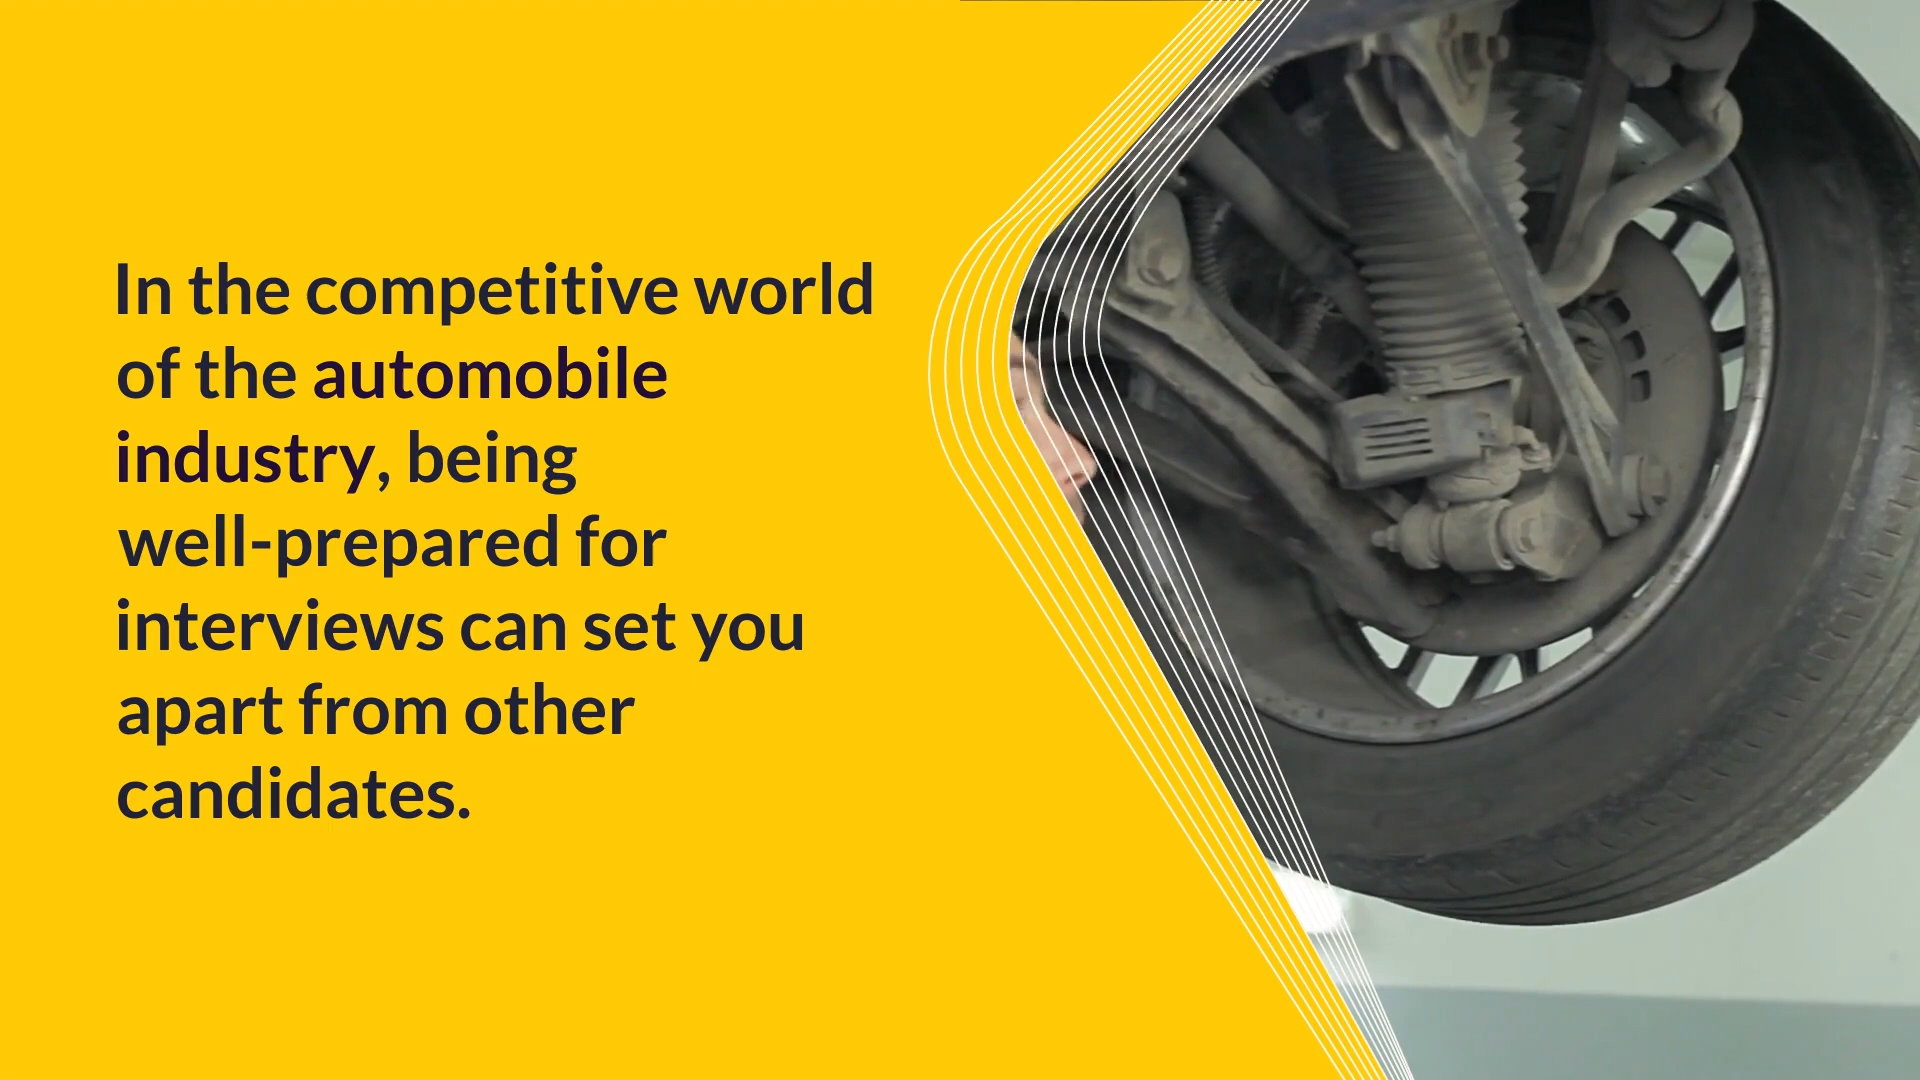 In the competitive world
of the automobile
industry, being
well-prepared for
interviews can set you
apart from other
candidates.